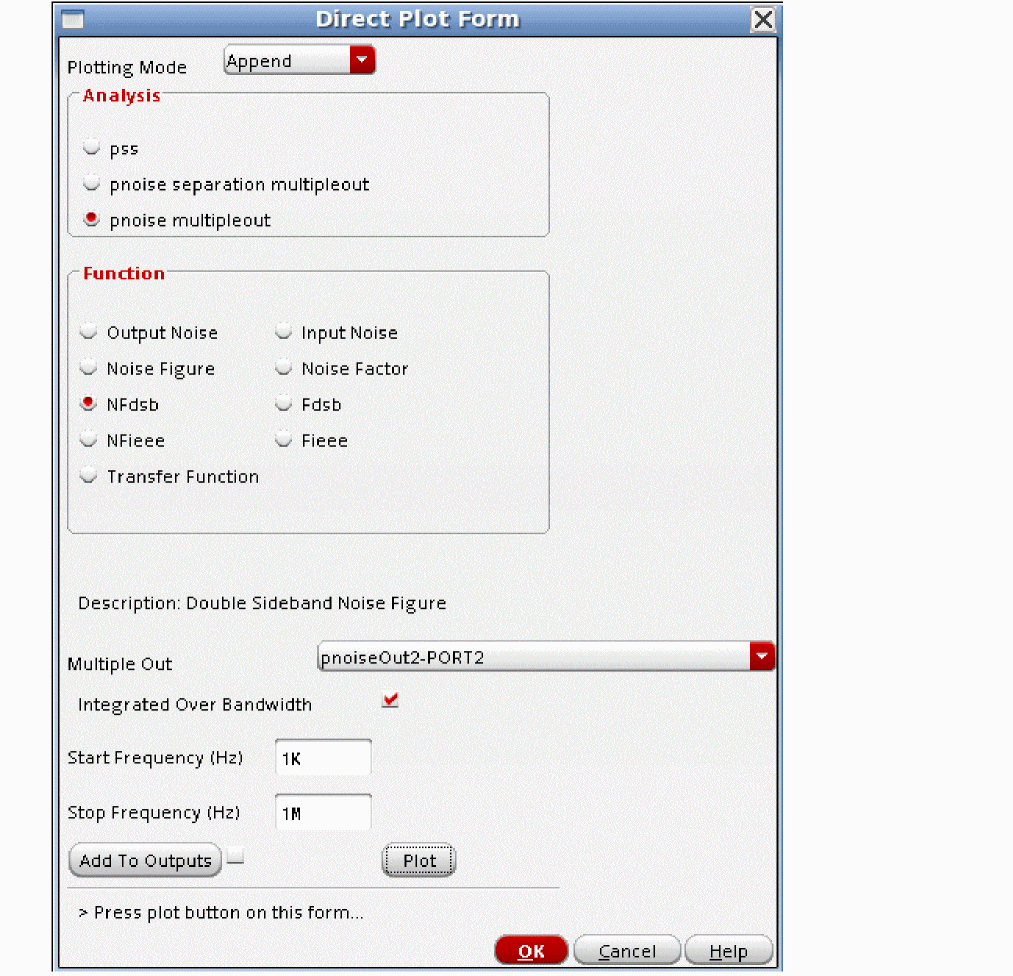 Direct Plot Form
Plotting Mode Append
Analysis
pss
pnoise separation multipleout
pnoise multipleout
Function
Output Noise Input Noise
Noise Figure Noise Factor
NFdsb Fdsb
NFieee Fieee
Transfer Function
Description: Double Sideband Noise Figure
Multiple Out pnoiseOut2-PORT2
Integrated Over Bandwidth
Start Frequency (Hz) 1K
Stop Frequency (Hz) 1M
Add To Outputs Plot
> Press plot button on this form...
OK Cancel Help